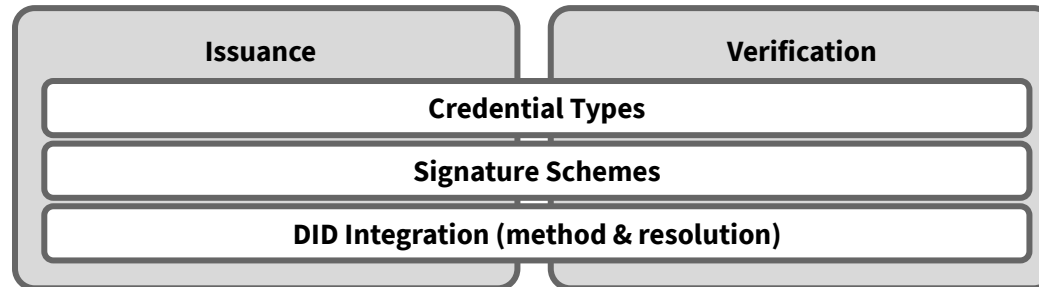 Issuance
Verification
Credential Types
Signature Schemes
DID Integration (method & resolution)